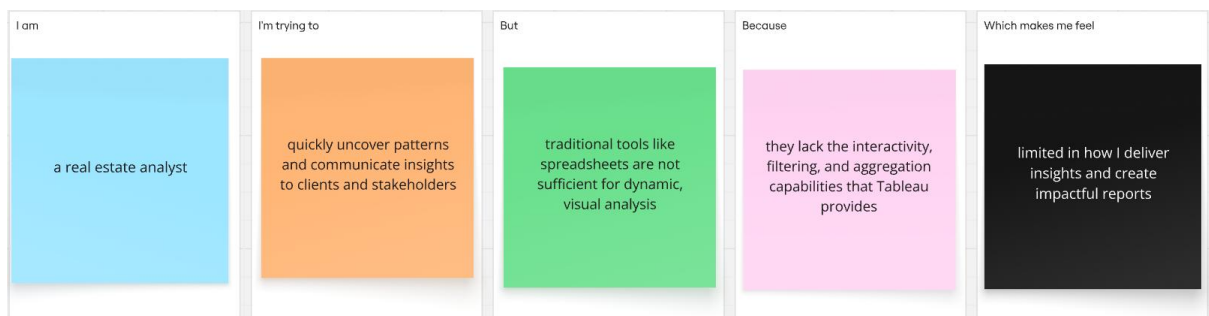 I am
a real estate analyst
I'm trying to
quickly uncover patterns
and communicate insights
to clients and stakeholders
But
traditional tools like
spreadsheets are not
sufficient for dynamic,
visual analysis
Because
they lack the interactivity,
filtering, and aggregation
capabilities that Tableau
provides
Which makes me feel
limited in how I deliver
insights and create
impactful reports